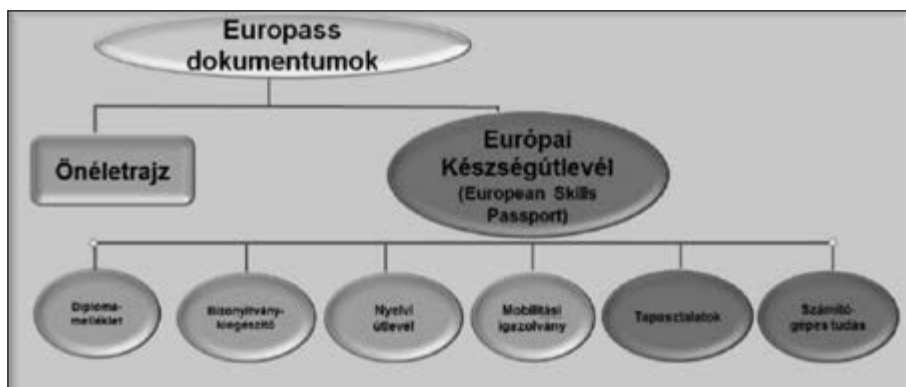 Europass
dokumentumok
Önéletrajz
Európai
Készségútlevél
(European Skills
Passport)
Diploma-
melléklet
Bizonyítvány-
kiegészítő
Nyelvi
útlevél
Mobilitási
igazolvány
Tapasztalatok
Számító-
gépes tudás